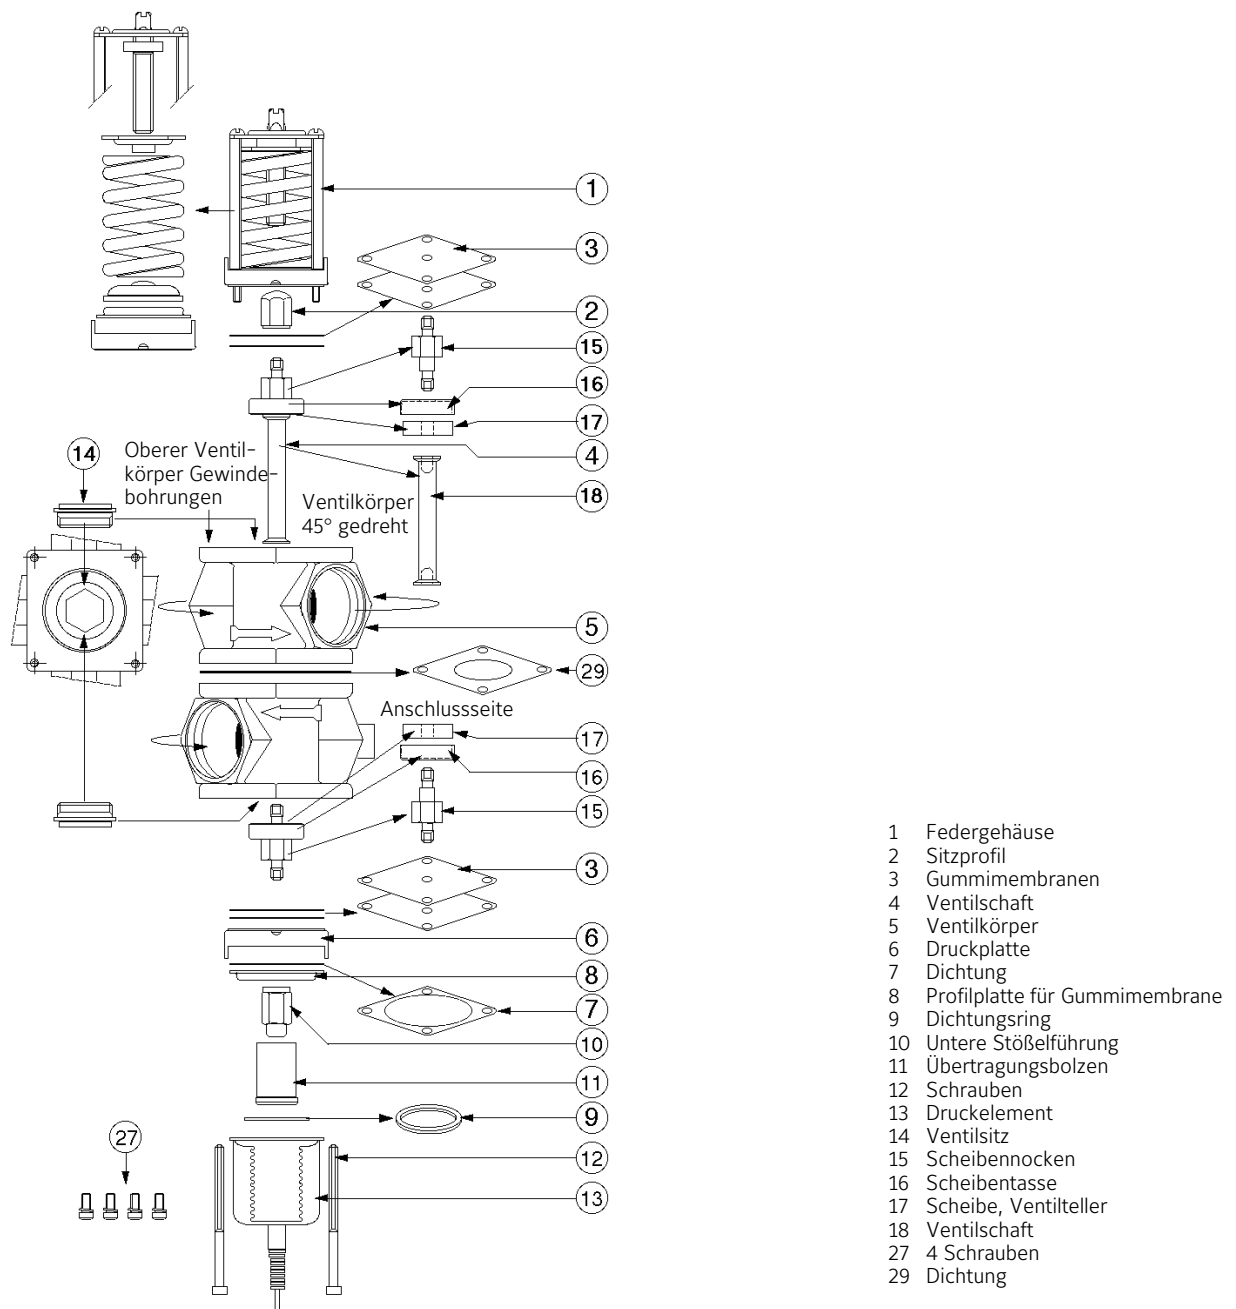 1
3
2
15
16
17
14
Oberer Ventil-
körper Gewinde-
bohrungen
4
Ventilkörper
45° gedreht
18
5
29
Anschlussseite
17
16
15
3
6
8
7
10
11
9
27
12
13
1 Federgehäuse
2 Sitzprofil
3 Gummimembranen
4 Ventilschaft
5 Ventilkörper
6 Druckplatte
7 Dichtung
8 Profilplatte für Gummimembrane
9 Dichtungsring
10 Untere Stößelführung
11 Übertragungsbolzen
12 Schrauben
13 Druckelement
14 Ventilsitz
15 Scheibennocken
16 Scheibentasse
17 Scheibe, Ventilteller
18 Ventilschaft
27 4 Schrauben
29 Dichtung